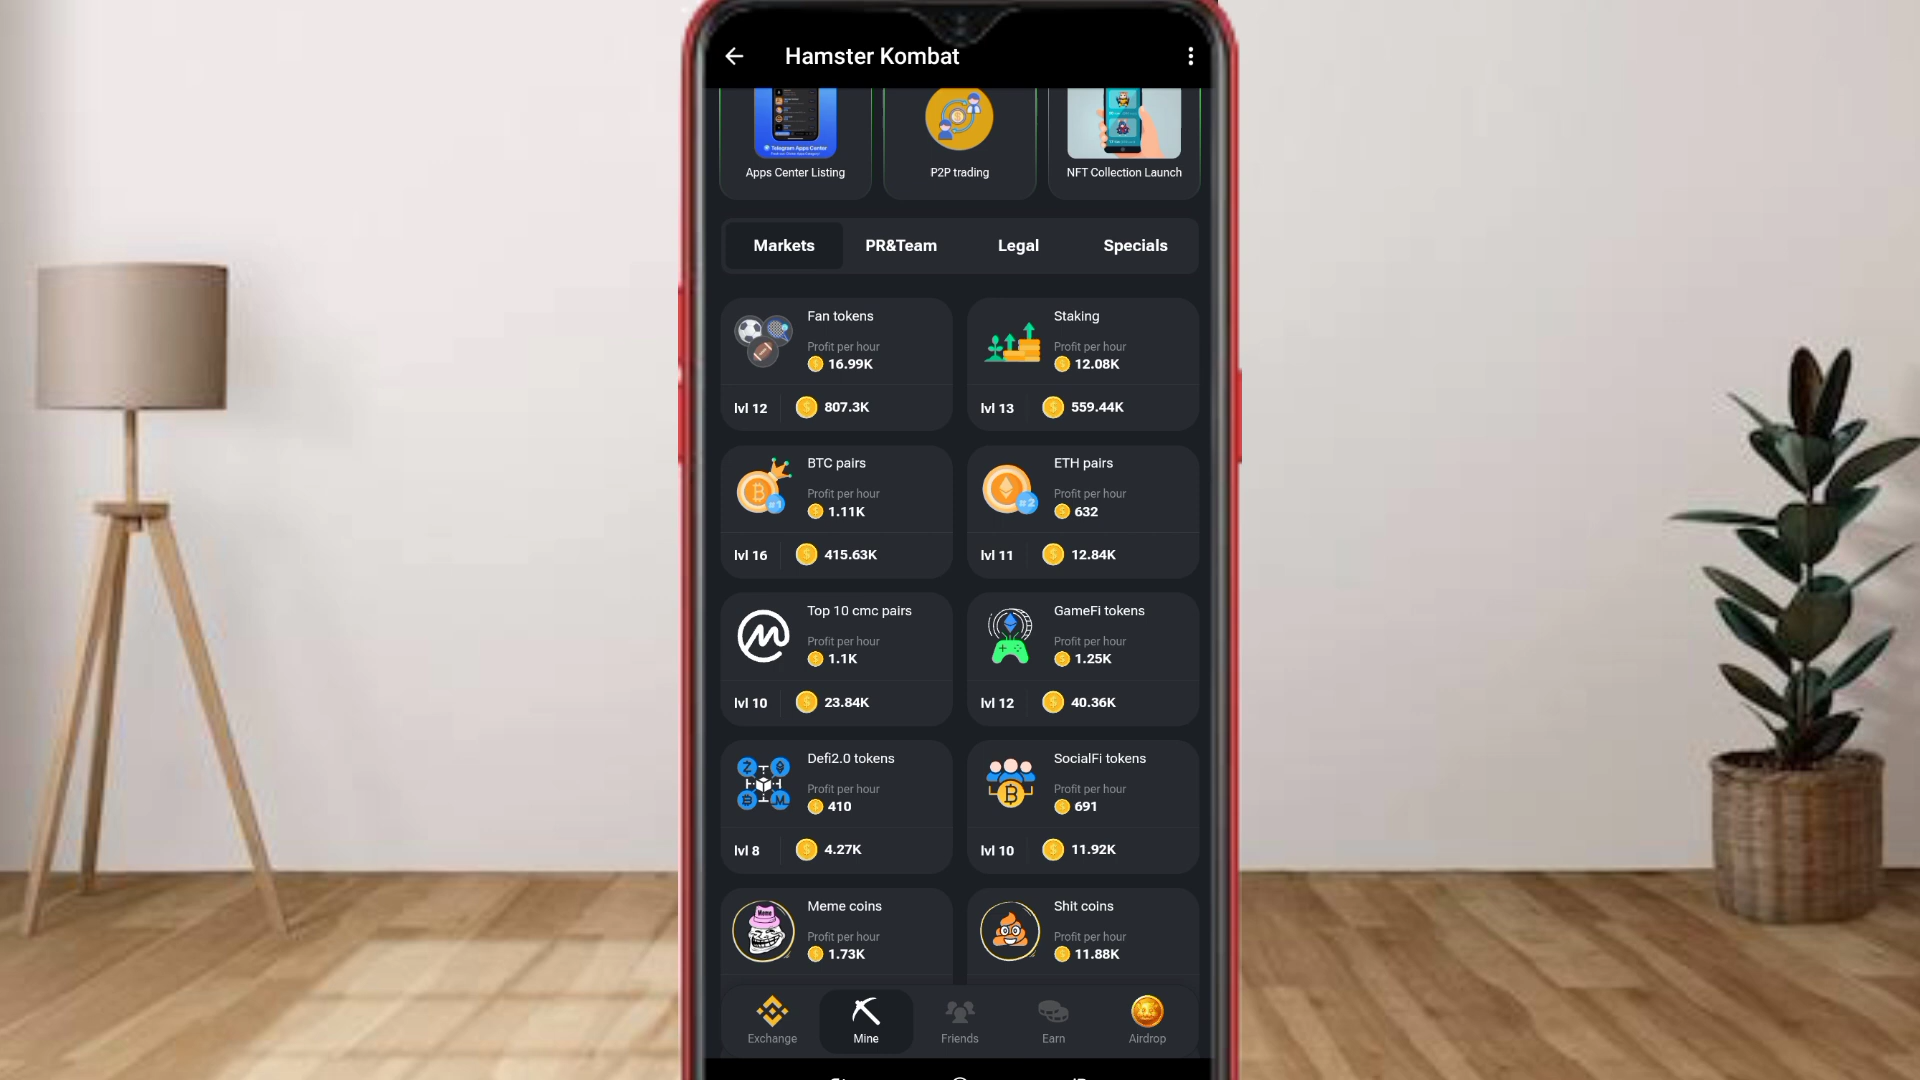 Hamster Kombat
Telegram Apps Center
Apps Center Listing
P2P trading
NFT Collection Launch
Markets
PR&Team
Legal
Specials
Fan tokens
Profit per hour
16.99K
lvl 12
807.3K
Staking
Profit per hour
12.08K
lvl 13
559.44K
BTC pairs
#1
Profit per hour
1.11K
lvl 16
415.63K
ETH pairs
#2
Profit per hour
632
lvl 11
12.84K
Top 10 cmc pairs
Profit per hour
1.1K
lvl 10
23.84K
GameFi tokens
Profit per hour
1.25K
lvl 12
40.36K
Defi2.0 tokens
Profit per hour
410
lvl 8
4.27K
SocialFi tokens
Profit per hour
691
lvl 10
11.92K
Meme
Meme coins
Profit per hour
1.73K
Shit coins
Profit per hour
11.88K
Exchange
Mine
Friends
Earn
Airdrop